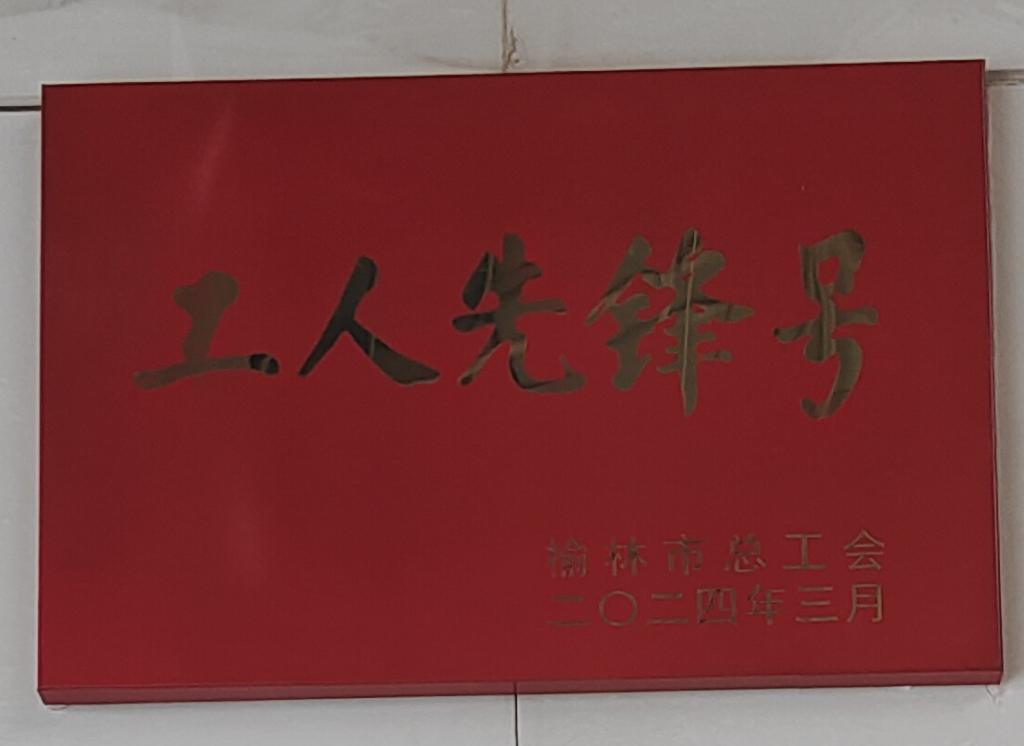 工人先锋号
榆林市总工会
二〇二四年三月